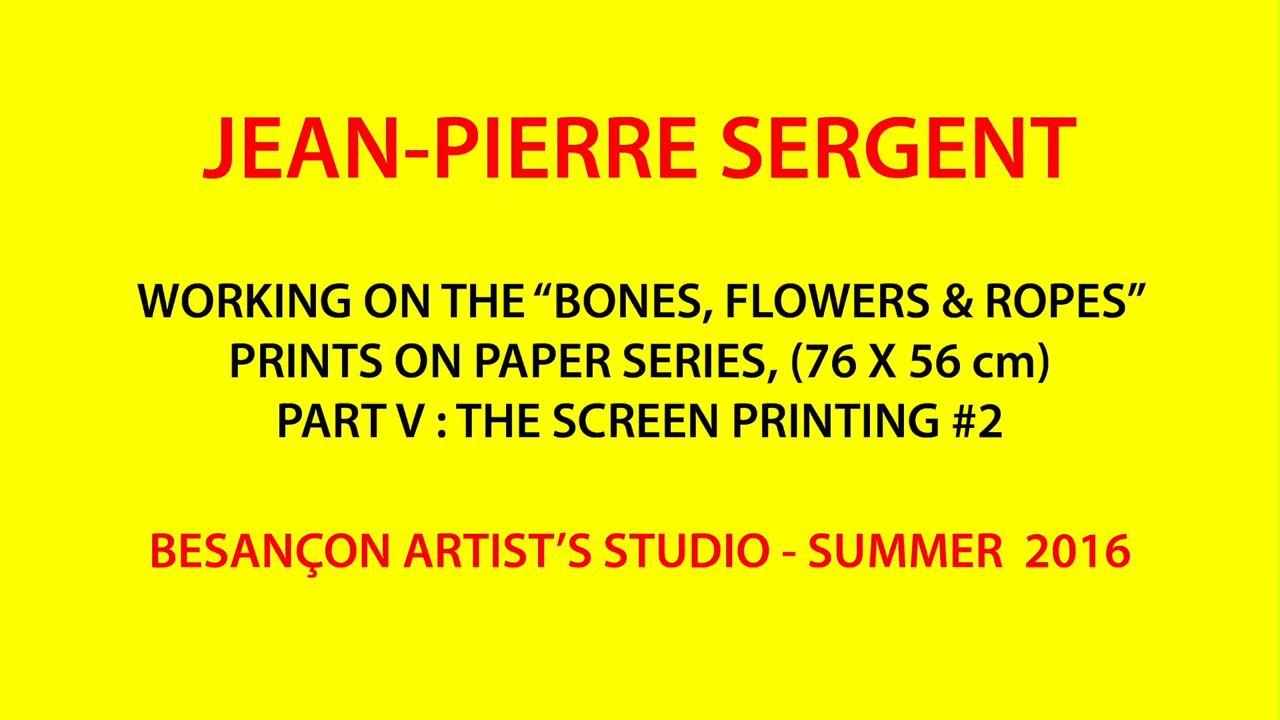 JEAN-PIERRE SERGENT
WORKING ON THE “BONES, FLOWERS & ROPES”
PRINTS ON PAPER SERIES, (76 X 56 cm)
PART V : THE SCREEN PRINTING #2
BESANÇON ARTIST’S STUDIO - SUMMER 2016